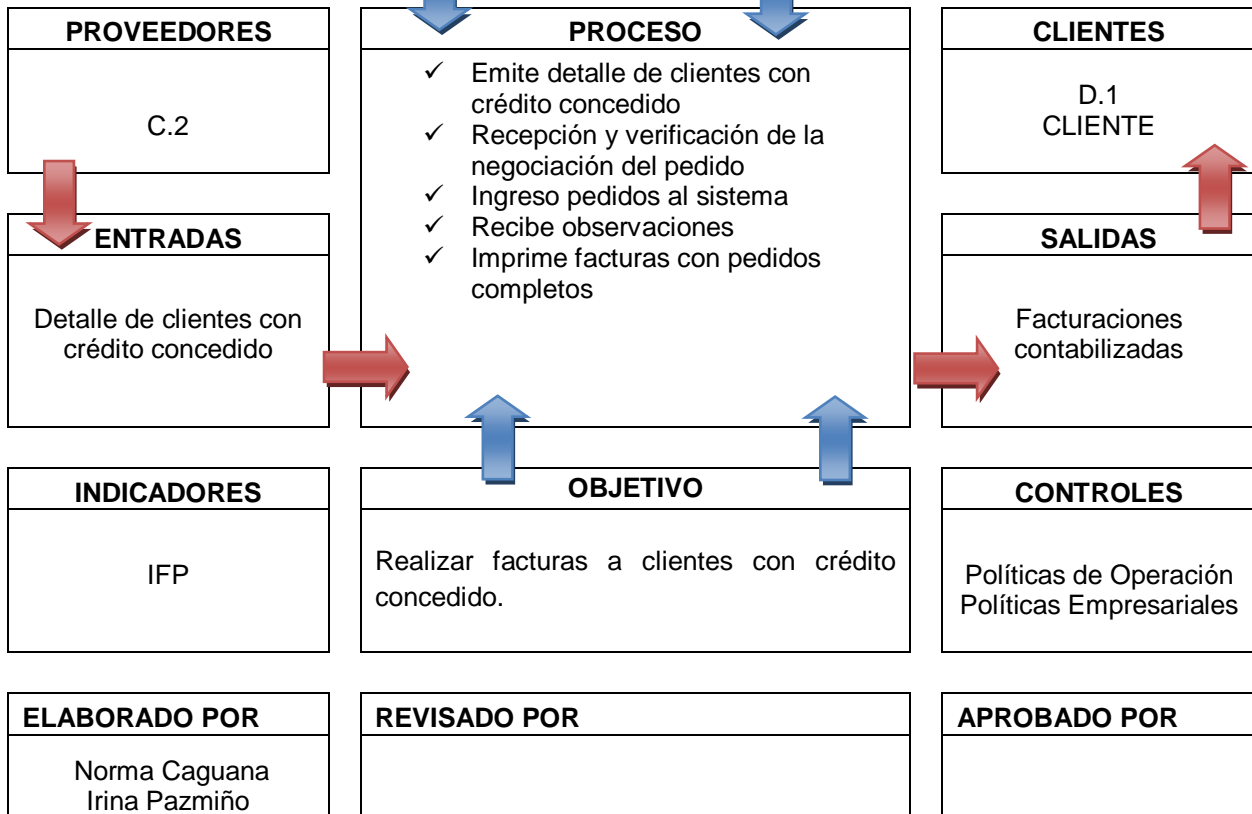 PROVEEDORES
C.2
ENTRADAS
Detalle de clientes con
crédito concedido
PROCESO
✓ Emite detalle de clientes con
crédito concedido
✓ Recepción y verificación de la
negociación del pedido
✓ Ingreso pedidos al sistema
✓ Recibe observaciones
✓ Imprime facturas con pedidos
completos
CLIENTES
D.1
CLIENTE
SALIDAS
Facturaciones
contabilizadas
INDICADORES
IFP
OBJETIVO
Realizar facturas a clientes con crédito
concedido.
CONTROLES
Políticas de Operación
Políticas Empresariales
ELABORADO POR
Norma Caguana
Irina Pazmiño
REVISADO POR
APROBADO POR